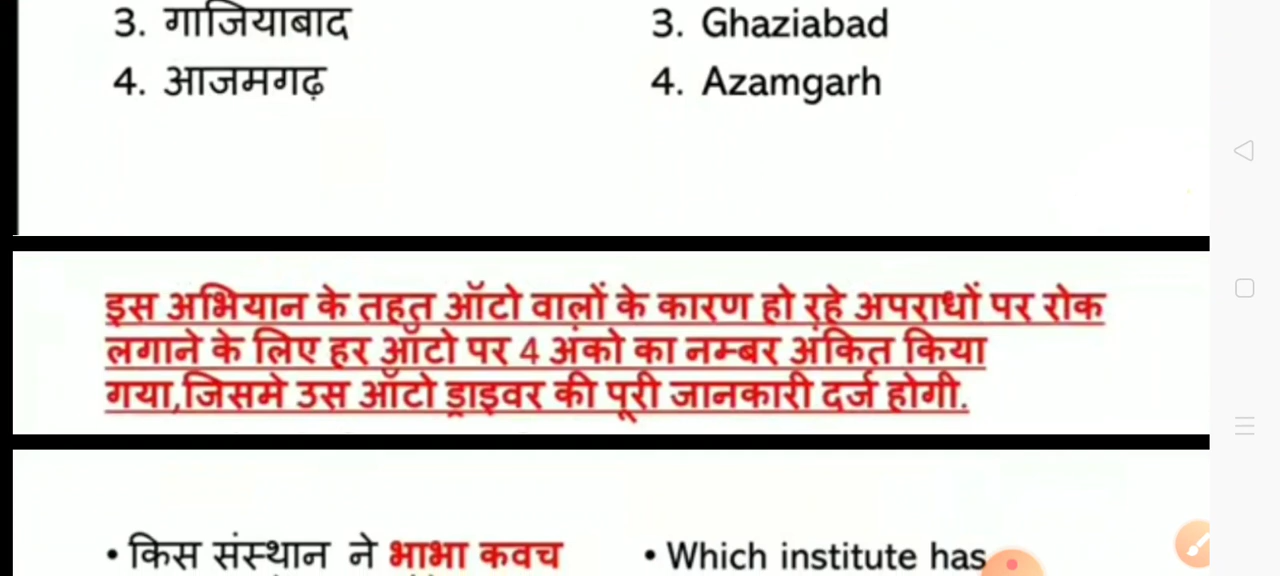 3. गाजियाबाद
3. Ghaziabad
4. आजमगढ़
4. Azamgarh
इस अभियान के तहत ऑटो वालों के कारण हो रहे अपराधों पर रोक
लगाने के लिए हर ऑटो पर 4 अंको का नम्बर अंकित किया
गया,जिसमे उस ऑटो ड्राइवर की पूरी जानकारी दर्ज होगी.
• किस संस्थान ने भाभा कवच
• Which institute has